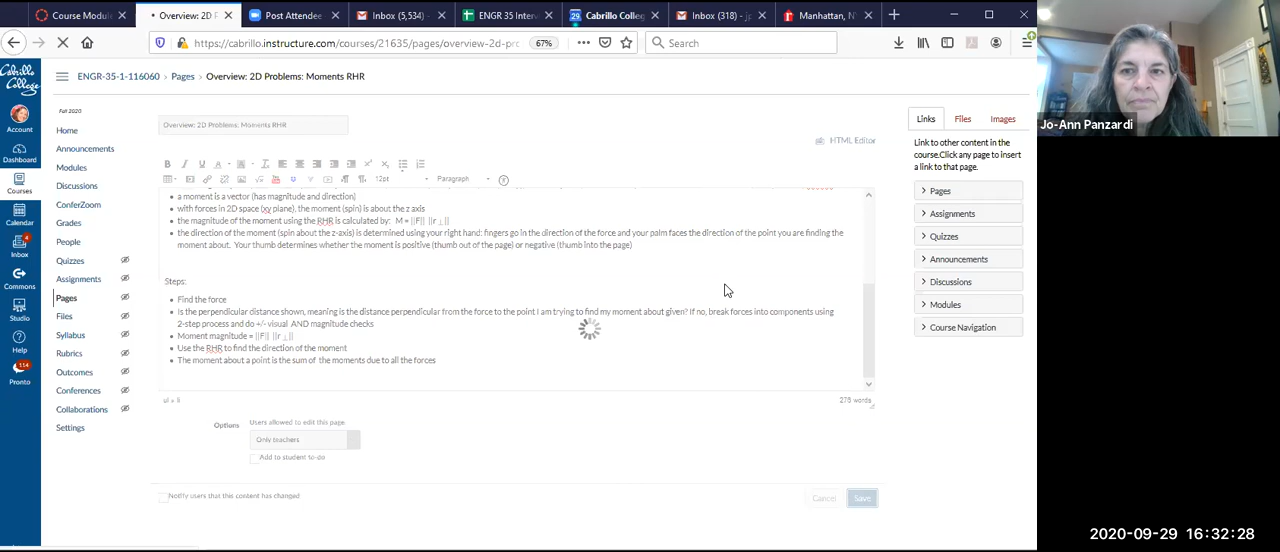 Course Module
Overview: 2D P
Post Attendee
Inbox (5,534)
ENGR 35 Interv
Cabrillo Colleg
Inbox (318) - jp
Manhattan, NY
https://cabrillo.instructure.com/courses/21635/pages/overview-2d-prc
67%
Search
Cabrillo College
ENGR-35-1-116060 › Pages › Overview: 2D Problems: Moments RHR
Fall 2020
Account
Dashboard
Courses
Calendar
4
Inbox
Commons
Help
114
Pronto
Home
Announcements
Modules
Discussions
ConferZoom
Grades
People
Quizzes
Assignments
Pages
Files
Syllabus
Rubrics
Outcomes
Conferences
Collaborations
Settings
Overview: 2D Problems: Moments RHR
HTML Editor
12pt
Paragraph
a moment is a vector (has magnitude and direction)
with forces in 2D space (xy plane), the moment (spin) is about the z axis
the magnitude of the moment using the RHR is calculated by: M = ||F|| ||r⊥||
the direction of the moment (spin about the z-axis) is determined using your right hand: fingers go in the direction of the force and your palm faces the direction of the point you are finding the
moment about. Your thumb determines whether the moment is positive (thumb out of the page) or negative (thumb into the page)
Steps:
Find the force
Is the perpendicular distance shown, meaning is the distance perpendicular from the force to the point I am trying to find my moment about given? If no, break forces into components using
2-step process and do +/- visual AND magnitude checks
Moment magnitude = ||F|| ||r⊥||
Use the RHR to find the direction of the moment
The moment about a point is the sum of the moments due to all the forces
278 words
Options
Users allowed to edit this page.
Only teachers
Add to student to-do
Notify users that this content has changed
Cancel
Save
Links
Files
Images
Link to other content in the
course.Click any page to insert
a link to that page.
Pages
Assignments
Quizzes
Announcements
Discussions
Modules
Course Navigation
Jo-Ann Panzardi
2020-09-29 16:32:28